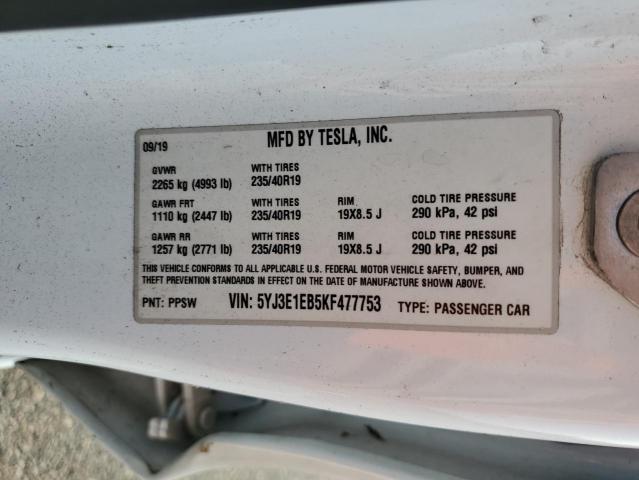 09/19 MFD BY TESLA, INC.
GVWR WITH TIRES
2265 kg (4993 lb) 235/40R19
GAWR FRT WITH TIRES RIM COLD TIRE PRESSURE
1110 kg (2447 lb) 235/40R19 19X8.5 J 290 kPa, 42 psi
GAWR RR WITH TIRES RIM COLD TIRE PRESSURE
1257 kg (2771 lb) 235/40R19 19X8.5 J 290 kPa, 42 psi
THIS VEHICLE CONFORMS TO ALL APPLICABLE U.S. FEDERAL MOTOR VEHICLE SAFETY, BUMPER, AND
THEFT PREVENTION STANDARDS IN EFFECT ON THE DATE OF MANUFACTURE SHOWN ABOVE.
PNT: PPSW VIN: 5YJ3E1EB5KF477753 TYPE: PASSENGER CAR